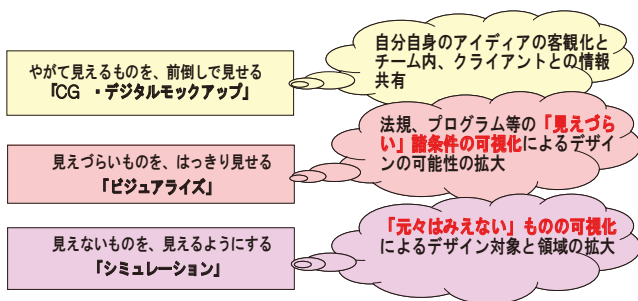 やがて見えるものを、前倒しで見せる
「CG ・デジタルモックアップ」
自分自身のアイディアの客観化と
チーム内、クライアントとの情報
共有
見えづらいものを、はっきり見せる
「ビジュアライズ」
法規、プログラム等の「見えづら
い」諸条件の可視化によるデザイ
ンの可能性の拡大
見えないものを、見えるようにする
「シミュレーション」
「元々はみえない」ものの可視化
によるデザイン対象と領域の拡大